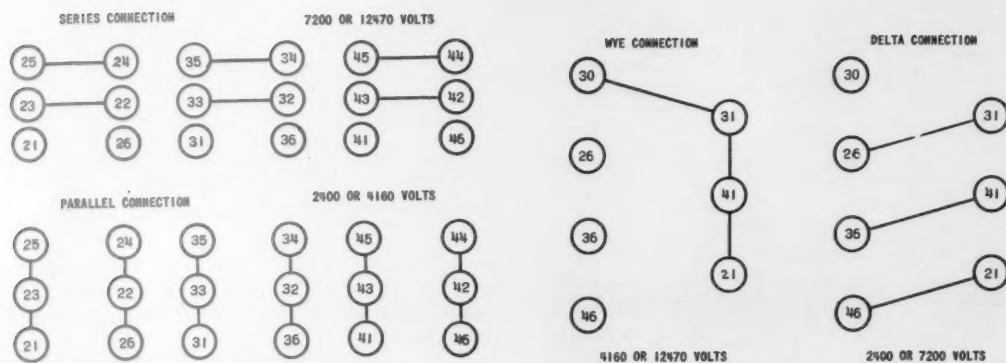 SERIES CONNECTION 7200 OR 12470 VOLTS
25 24 35 34 45 44
23 22 33 32 43 42
21 26 31 36 41 46
PARALLEL CONNECTION 2400 OR 4160 VOLTS
25 24 35 34 45 44
23 22 33 32 43 42
21 26 31 36 41 46
WYE CONNECTION
30
31
26
41
36
21
46
4160 OR 12470 VOLTS
DELTA CONNECTION
30
31
26
41
36
21
46
2400 OR 7200 VOLTS